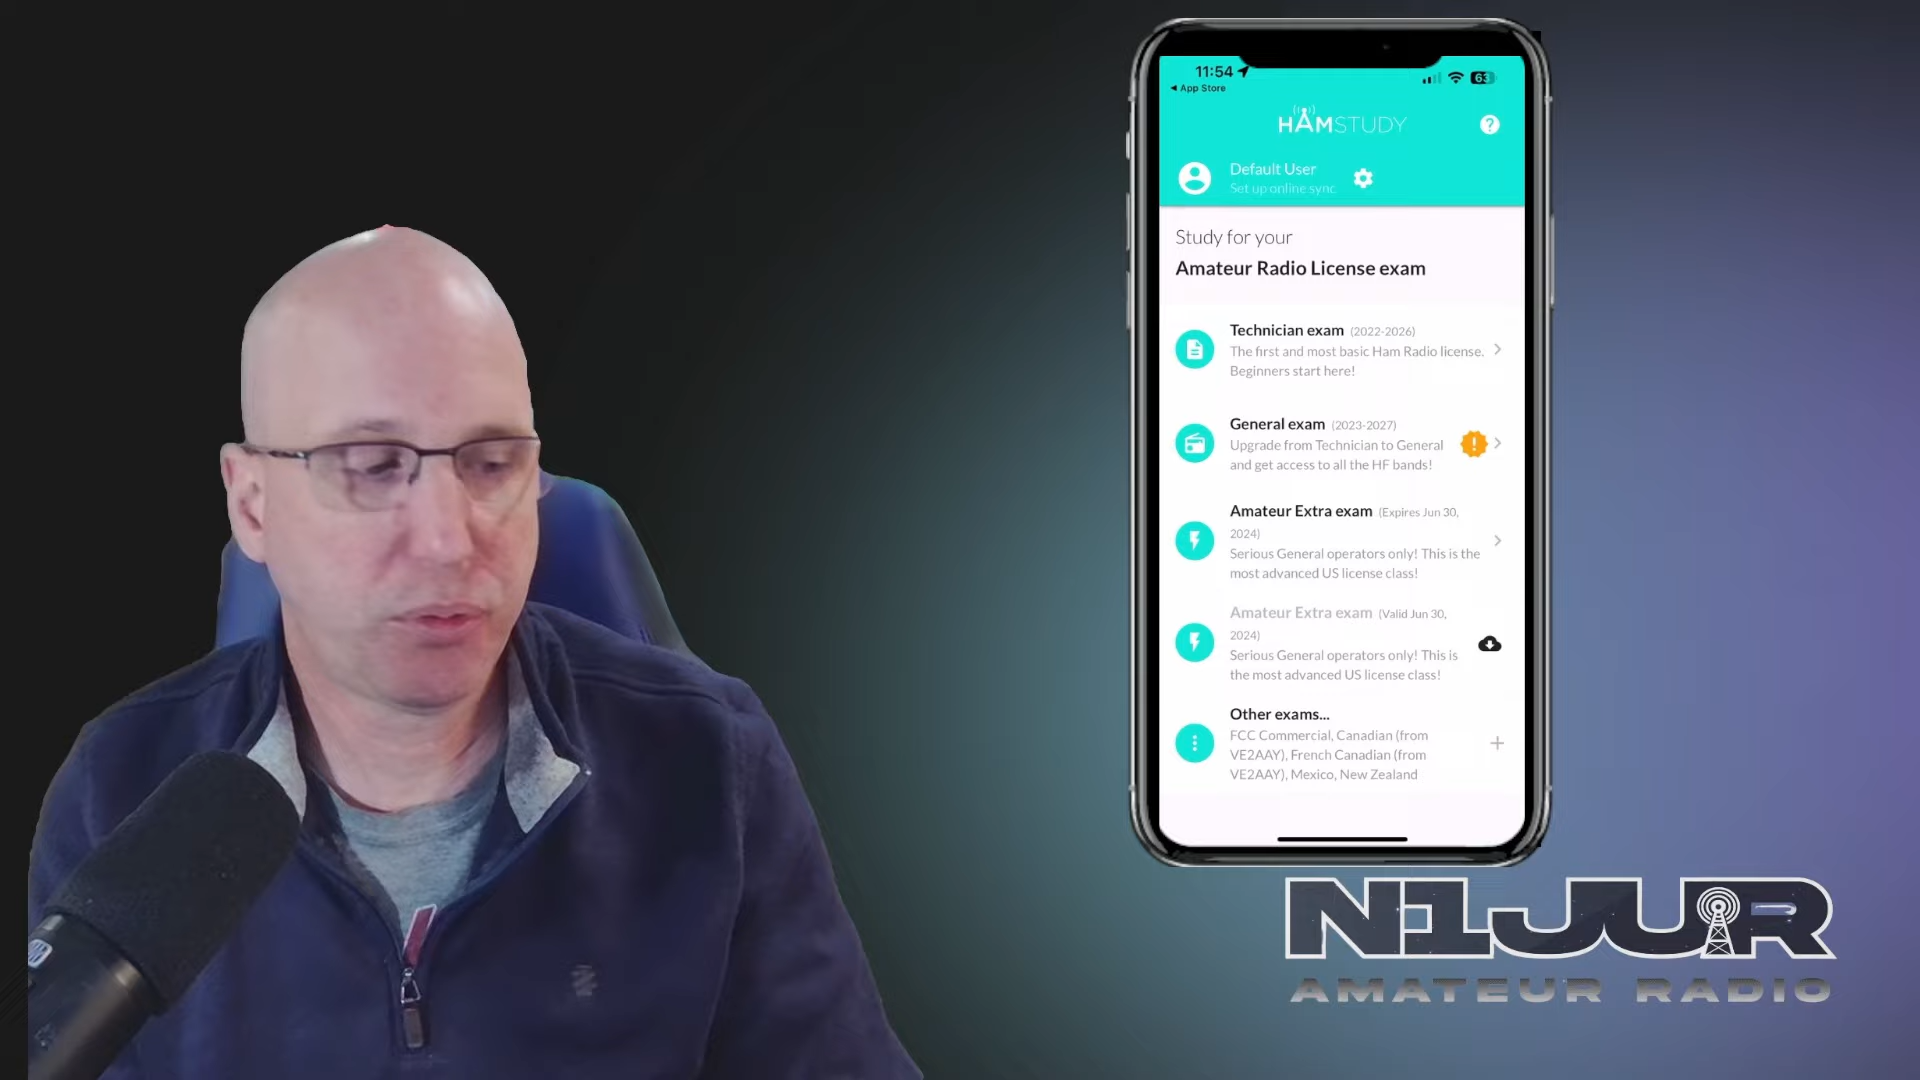 11:54
63
◄ App Store
HAMSTUDY
?
Default User
Set up online sync
Study for your
Amateur Radio License exam
Technician exam (2022-2026)
The first and most basic Ham Radio license.
Beginners start here!
General exam (2023-2027)
Upgrade from Technician to General
and get access to all the HF bands!
Amateur Extra exam (Expires Jun 30,
2024)
Serious General operators only! This is the
most advanced US license class!
Amateur Extra exam (Valid Jun 30,
2024)
Serious General operators only! This is
the most advanced US license class!
Other exams...
FCC Commercial, Canadian (from
VE2AAY), French Canadian (from
VE2AAY), Mexico, New Zealand
N1JUR
AMATEUR RADIO